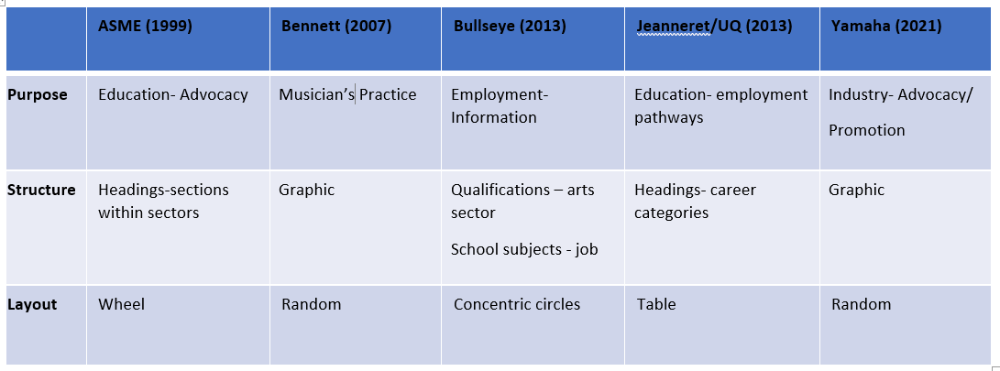 ASME (1999) Bennett (2007) Bullseye (2013) Jeanneret/UQ (2013) Yamaha (2021)
Purpose Education- Advocacy Musician’s Practice Employment- Education- employment Industry- Advocacy/
Information pathways Promotion
Structure Headings-sections Graphic Qualifications – arts Headings- career Graphic
within sectors sector categories
School subjects - job
Layout Wheel Random Concentric circles Table Random